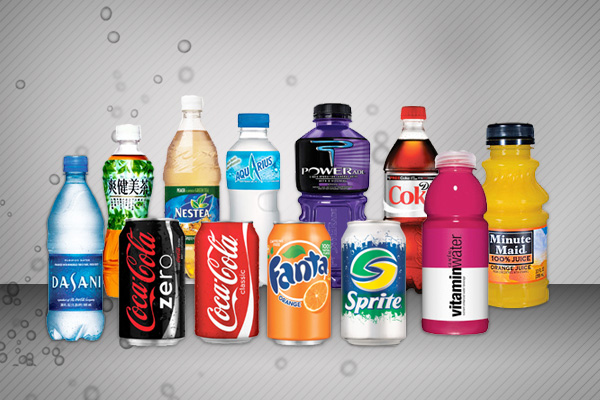 DASANI
爽健美茶
NESTEA
AQUARIUS
POWERADE
Diet
Coke
Coca-Cola
zero
Coca-Cola
classic
Fanta
ORANGE
Sprite
vitaminwater
Minute
Maid
100% JUICE
ORANGE JUICE